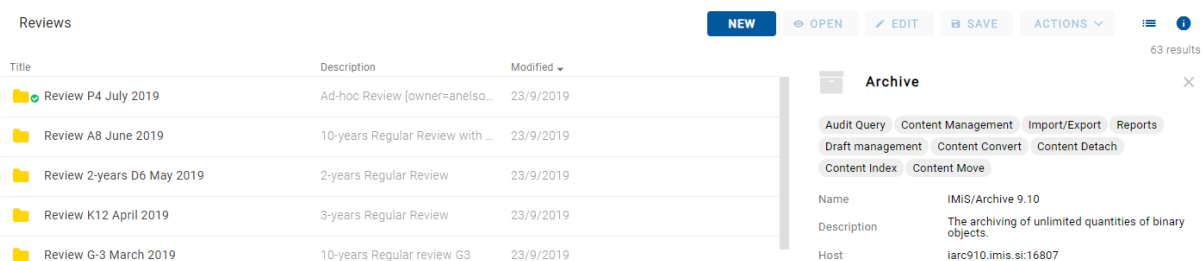 Reviews
NEW
OPEN
EDIT
SAVE
ACTIONS
63 results
Title Description Modified
Review P4 July 2019 Ad-hoc Review [owner=anelso... 23/9/2019
Review A8 June 2019 10-years Regular Review with ... 23/9/2019
Review 2-years D6 May 2019 2-years Regular Review 23/9/2019
Review K12 April 2019 3-years Regular Review 23/9/2019
Review G-3 March 2019 10-years Regular review G3 23/9/2019
Archive
Audit Query Content Management Import/Export Reports
Draft management Content Convert Content Detach
Content Index Content Move
Name IMiS/Archive 9.10
Description The archiving of unlimited quantities of binary
objects.
Host iarc910.imis.si:16807